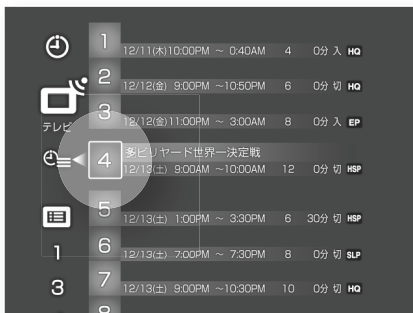 1 12/11(木)10:00PM ～ 0:40AM 4 0分 入 HQ
2 12/12(金) 9:00PM ～10:50PM 6 0分 切 HQ
テレビ
3 12/12(金)11:00PM ～ 3:00AM 8 0分 入 EP
4 多ビリヤード世界一決定戦
12/13(土) 9:00AM ～10:00AM 12 0分 切 HSP
5 12/13(土) 1:00PM ～ 3:30PM 6 30分 切 HSP
1
6 12/13(土) 7:00PM ～ 7:30PM 8 0分 切 SLP
3
7 12/13(土) 9:00PM ～10:30PM 10 0分 切 HQ
8